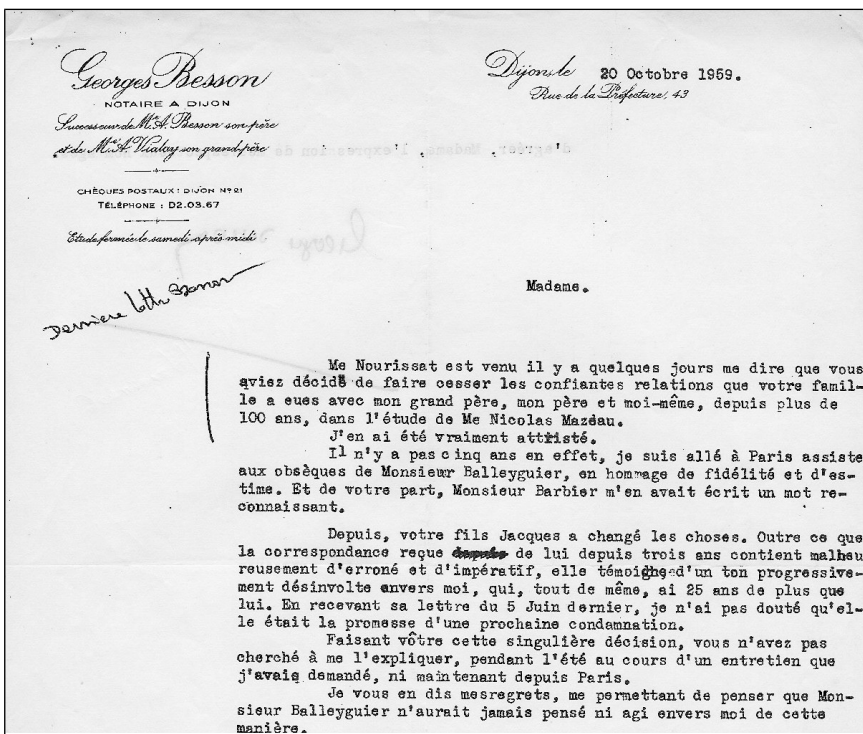 Georges Besson
NOTAIRE A DIJON
Successeur de Me A. Besson son père
et de Me A. Vialay son grand-père
CHÈQUES POSTAUX : DIJON N° 21
TÉLÉPHONE : D2.03.67
Etude fermée le samedi après midi
Dijon, le 20 Octobre 1959.
Rue de la Préfecture, 43
d'agréer, Madame, l'expression de
Derniere
Madame.
Me Nourissat est venu il y a quelques jours me dire que vous
aviez décidé de faire cesser les confiantes relations que votre famil-
le a eues avec mon grand père, mon père et moi-même, depuis plus de
100 ans, dans l'étude de Me Nicolas Mazeau.
J'en ai été vraiment attristé.
Il n'y a pas cinq ans en effet, je suis allé à Paris assiste
aux obsèques de Monsieur Balleyguier, en hommage de fidélité et d'es-
time. Et de votre part, Monsieur Barbier m'en avait écrit un mot re-
connaissant.
Depuis, votre fils Jacques a changé les choses. Outre ce que
la correspondance reçue depuis de lui depuis trois ans contient malheu
reusement d'erroné et d'impératif, elle témoigne d'un ton progressive-
ment désinvolte envers moi, qui, tout de même, ai 25 ans de plus que
lui. En recevant sa lettre du 5 Juin dernier, je n'ai pas douté qu'el-
le était la promesse d'une prochaine condamnation.
Faisant vôtre cette singulière décision, vous n'avez pas
cherché à me l'expliquer, pendant l'été au cours d'un entretien que
j'avais demandé, ni maintenant depuis Paris.
Je vous en dis mesregrets, me permettant de penser que Mon-
sieur Balleyguier n'aurait jamais pensé ni agi envers moi de cette
manière.